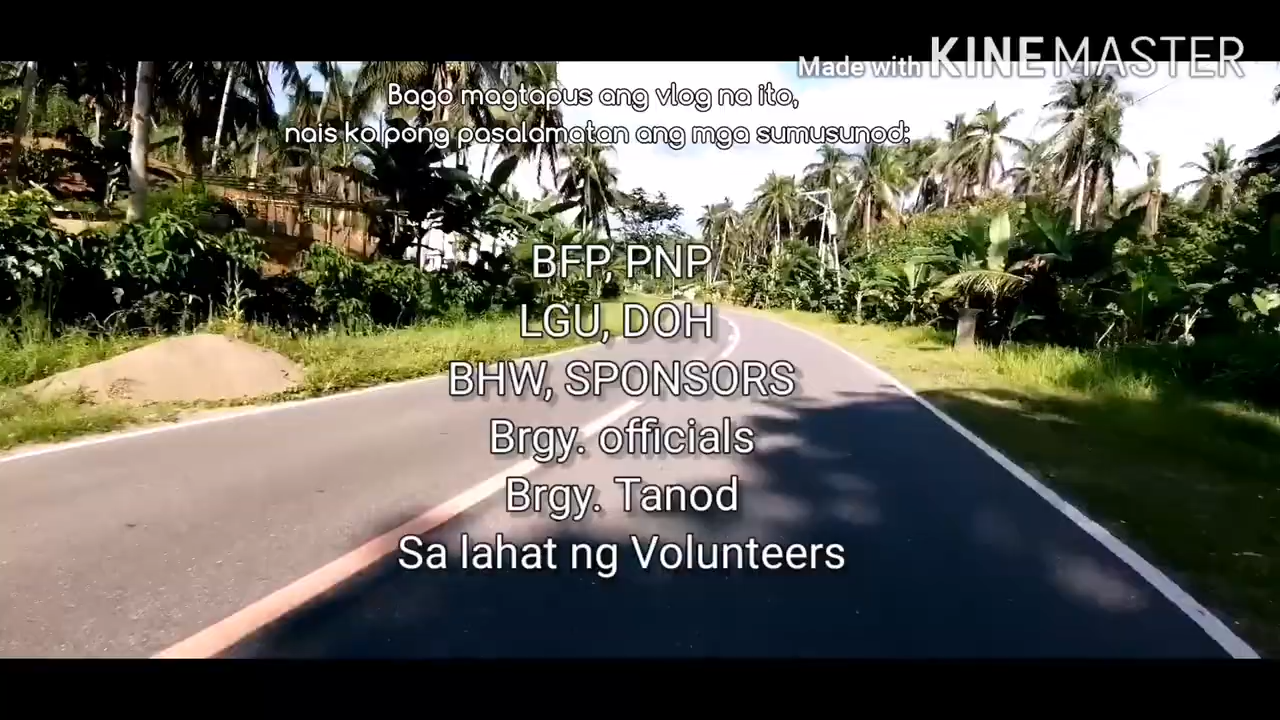 Made with KINEMASTER
Bago magtapus ang vlog na ito,
nais ko pong pasalamatan ang mga sumusunod:
BFP, PNP
LGU, DOH
BHW, SPONSORS
Brgy. officials
Brgy. Tanod
Sa lahat ng Volunteers